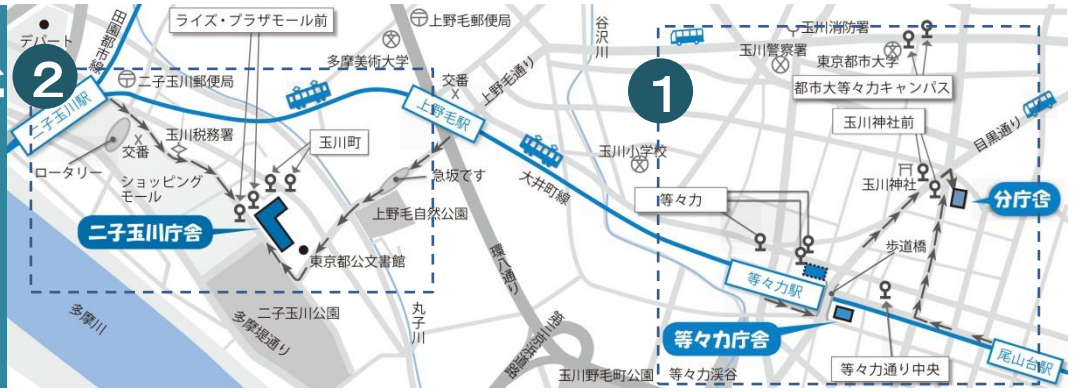 デパート
田園都市線
ライズ・プラザモール前
上野毛郵便局
2
二子玉川郵便局
多摩美術大学
交番
上野毛通り
谷沢川
二子玉川駅
上野毛駅
玉川税務署
交番
玉川町
ロータリー
ショッピング
モール
急坂です
上野毛自然公園
二子玉川庁舎
東京都公文書館
二子玉川公園
多摩堤通り
多摩川
丸子川
環八通り
第三京浜道路
大井町線
1
玉川消防署
玉川警察署
東京都市大学
都市大等々力キャンパス
玉川神社前
目黒通り
玉川小学校
玉川神社
分庁舎
等々力
歩道橋
等々力駅
等々力庁舎
尾山台駅
玉川野毛町公園
等々力渓谷
等々力通り中央